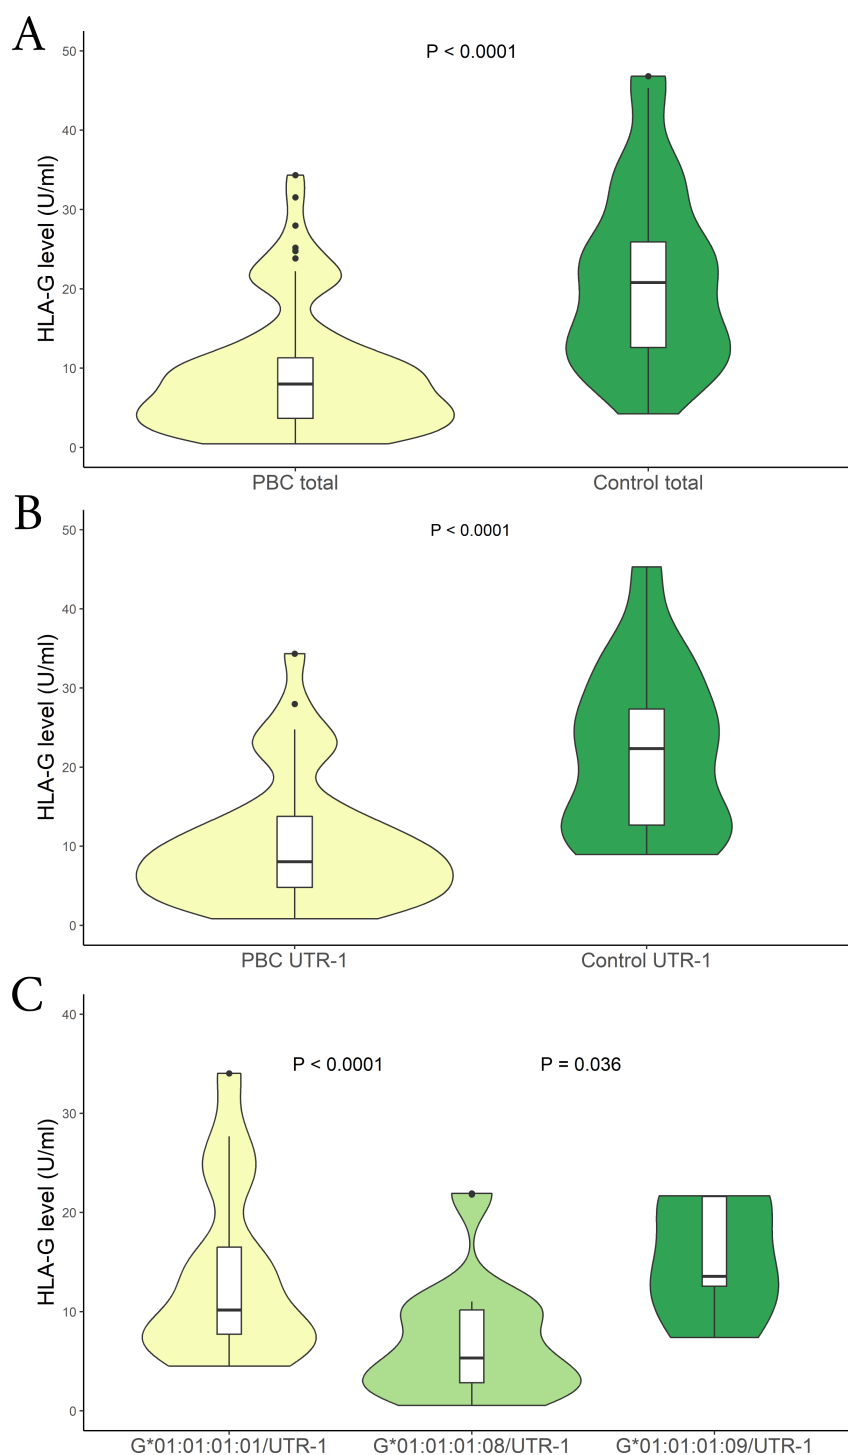 A
P < 0.0001
HLA-G level (U/ml)
50
40
30
20
10
0
PBC total
Control total
B
P < 0.0001
HLA-G level (U/ml)
50
40
30
20
10
0
PBC UTR-1
Control UTR-1
C
P < 0.0001
P = 0.036
HLA-G level (U/ml)
40
30
20
10
0
G*01:01:01:01/UTR-1
G*01:01:01:08/UTR-1
G*01:01:01:09/UTR-1